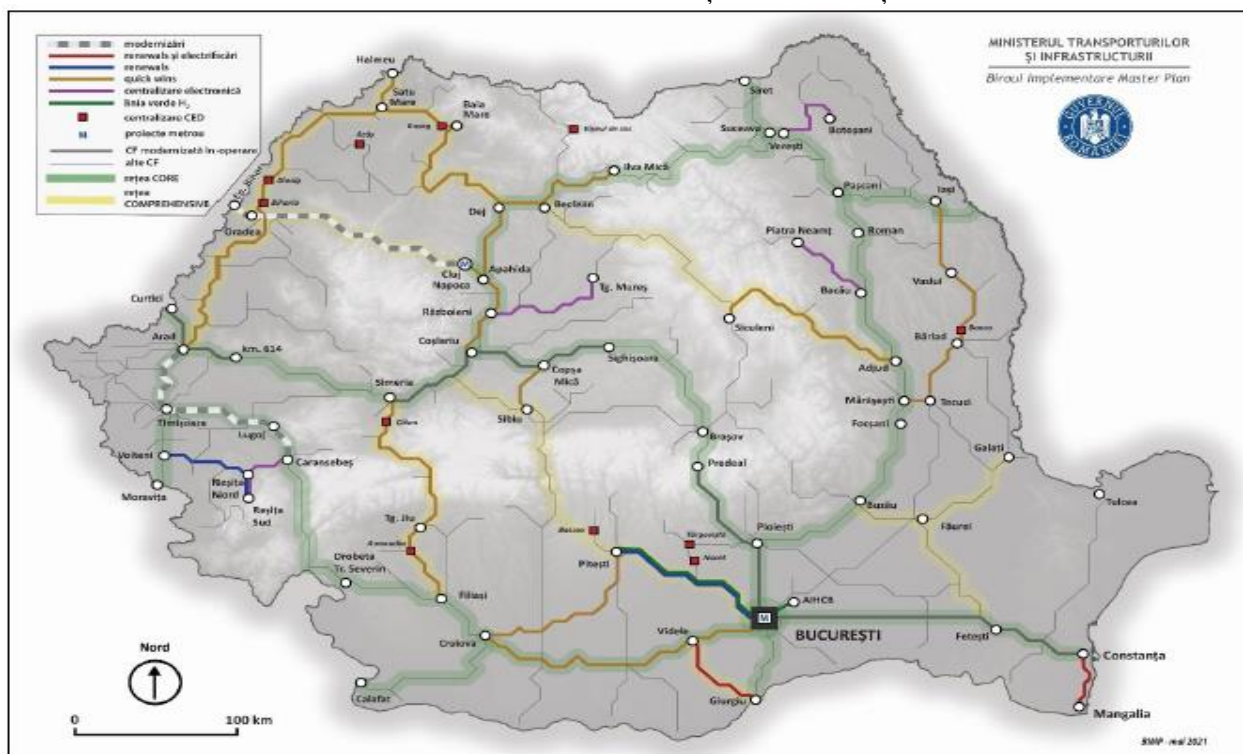 modernizări
renewals și electrificări
renewals
quick wins
centralizare electronică
linia verde H₂
centralizare CED
M proiecte metrou
CF modernizată în operare
alte CF
rețea CORE
rețea
COMPREHENSIVE
MINISTERUL TRANSPORTURILOR
ȘI INFRASTRUCTURII
Biroul Implementare Master Plan
GUVERNUL ROMÂNIEI
Halmeu
Satu
Mare
Baia
Mare
Siret
Suceava
Verești
Botoșani
Ilva Mică
Dej
Beclean
Pașcani
Iași
Roman
Piatra Neamț
Bacău
Vaslui
Bârlad
Biharia
Oradea
Cluj
Napoca
Apahida
Tg. Mureș
Războieni
Siculeni
Curtici
Arad
km. 614
Coșlariu
Copșa
Mică
Sighișoara
Adjud
Mărășești
Tecuci
Focșani
Simeria
Sibiu
Brașov
Predeal
Timișoara
Lugoj
Voiteni
Caransebeș
Moravița
Reșița
Nord
Reșița
Sud
Galați
Tulcea
Buzău
Făurei
Tg. Jiu
Ploiești
Pitești
Drobeta
Tr. Severin
Filiași
AIHCB
M
BUCUREȘTI
Videle
Craiova
Fetești
Constanța
Calafat
Giurgiu
Mangalia
Nord
0 100 km
BIMP - mai 2021